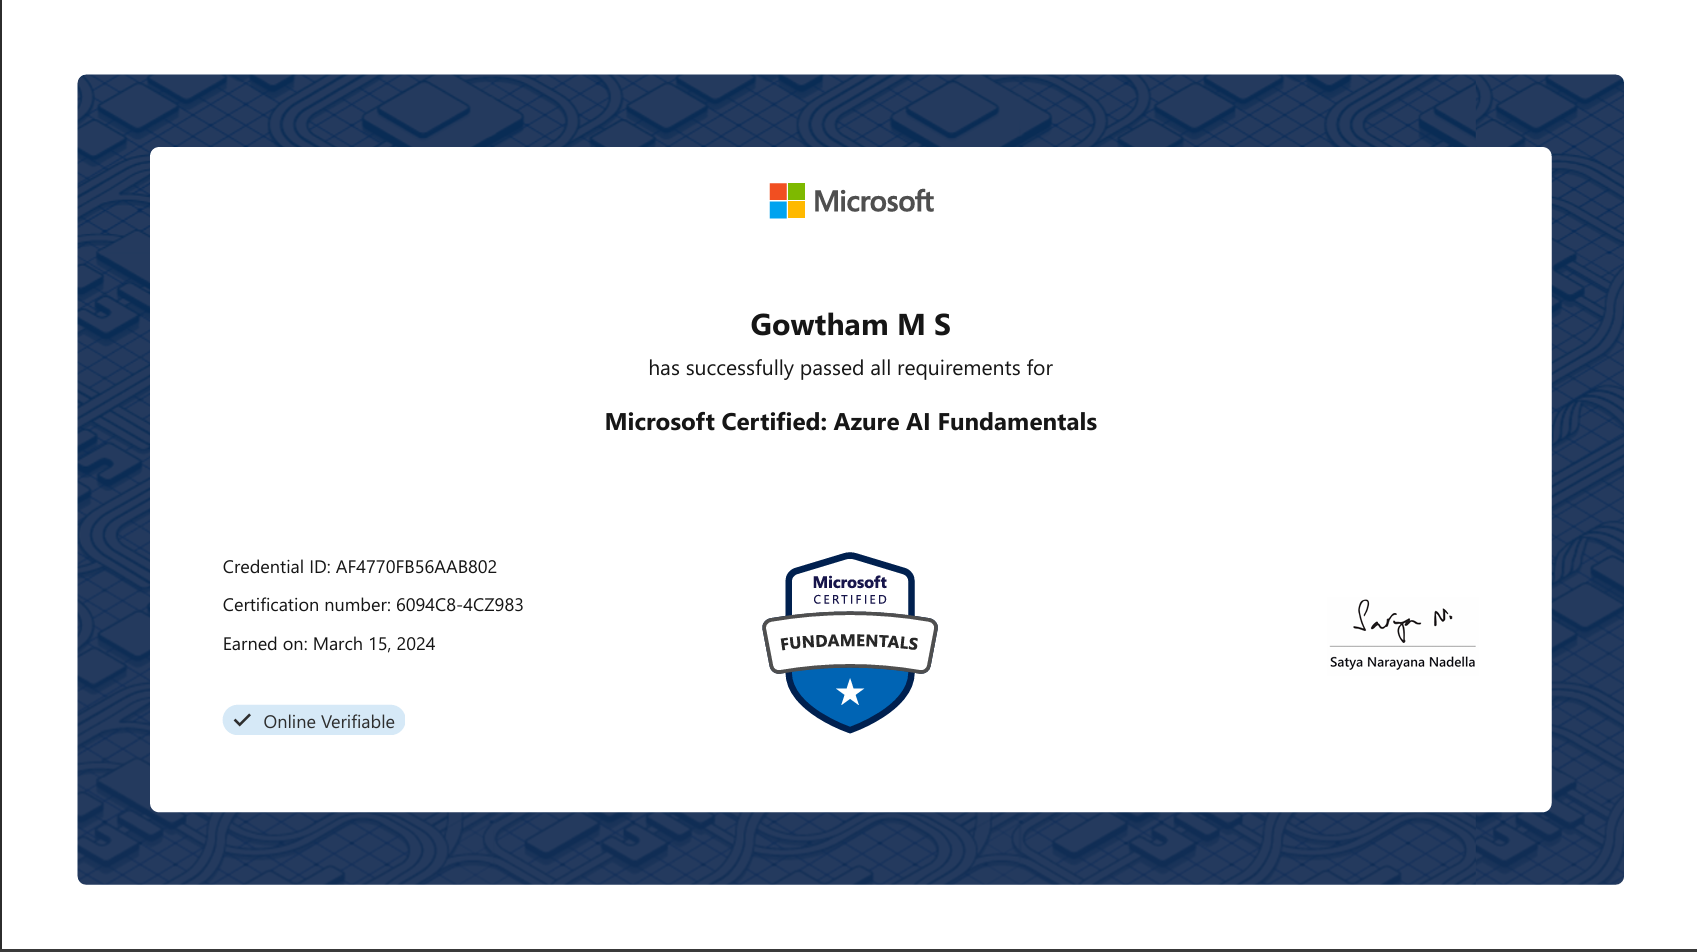 Microsoft
Gowtham M S
has successfully passed all requirements for
Microsoft Certified: Azure AI Fundamentals
Credential ID: AF4770FB56AAB802
Certification number: 6094C8-4CZ983
Earned on: March 15, 2024
Online Verifiable
Microsoft
CERTIFIED
FUNDAMENTALS
Satya N.
Satya Narayana Nadella